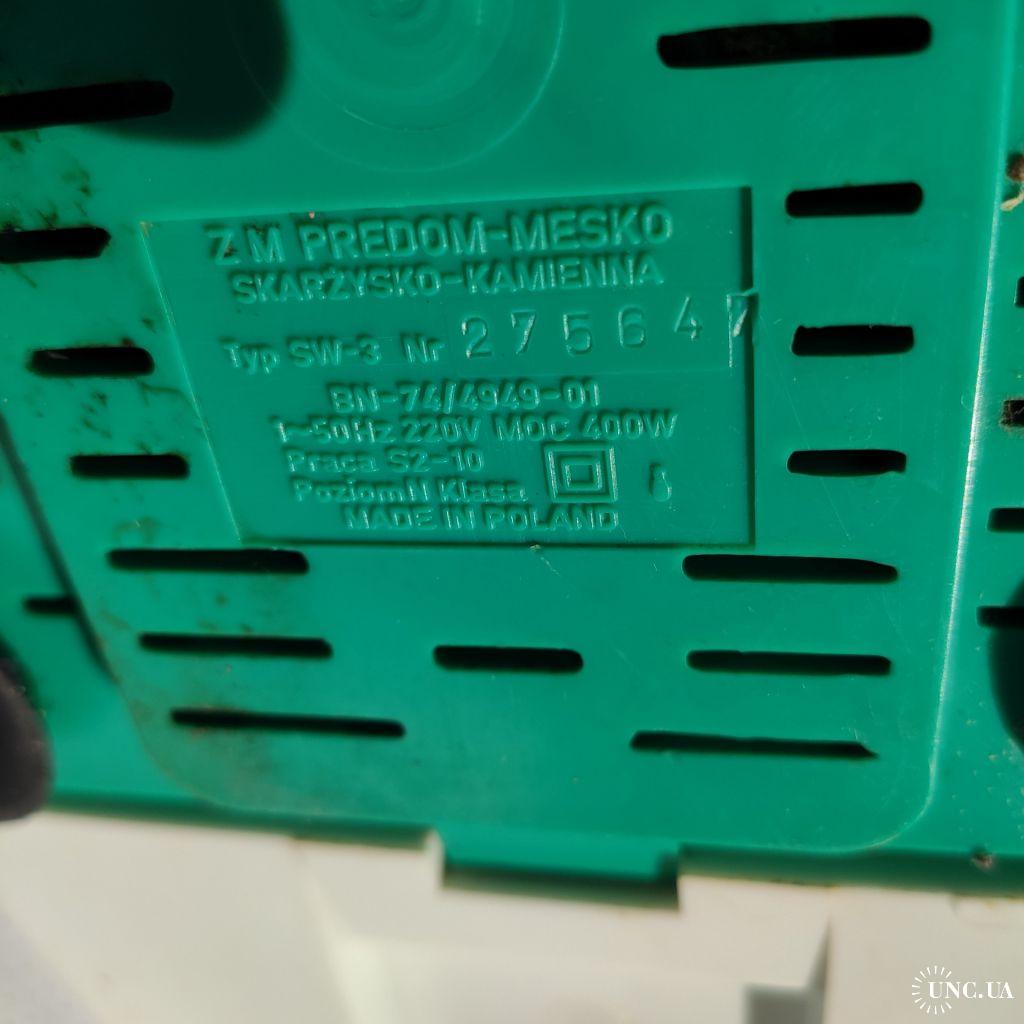 ZM PREDOM-MESKO
SKARŻYSKO-KAMIENNA
Typ SW-3 Nr 275647
BN-74/4949-01
1~50Hz 220V MOC 400W
Praca S2-10
Poziom N Klasa
MADE IN POLAND
UNC.UA